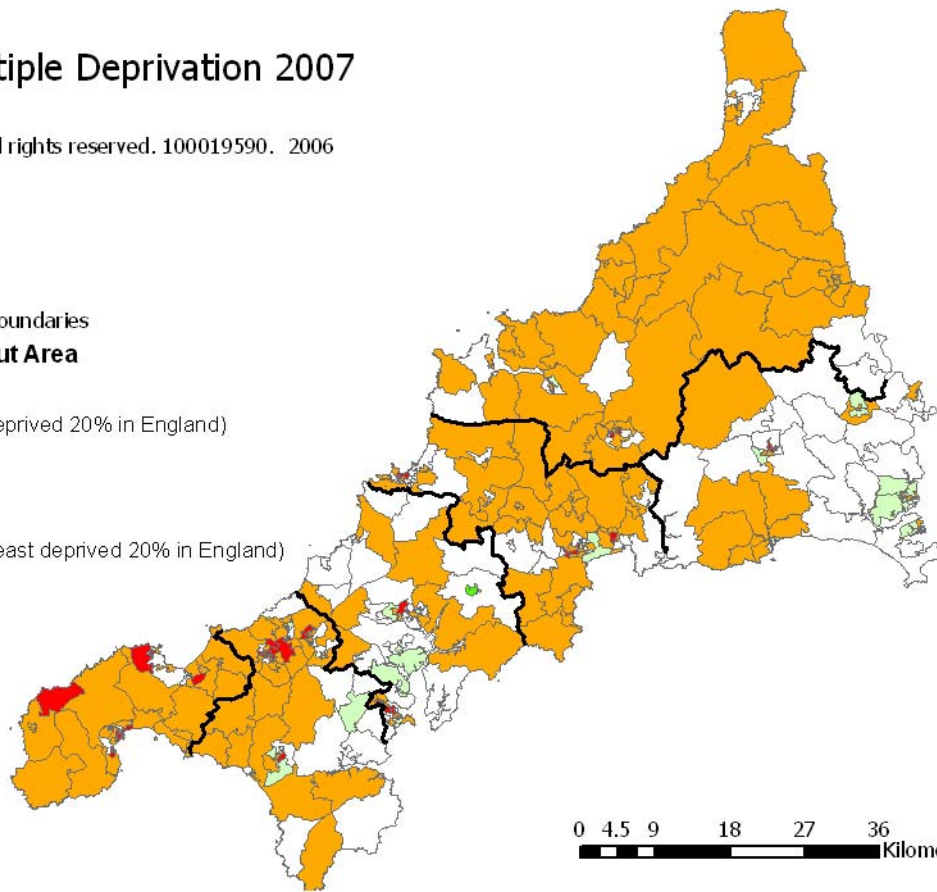 tiple Deprivation 2007
l rights reserved. 100019590. 2006
oundaries
ut Area
eprived 20% in England)
east deprived 20% in England)
0 4.5 9 18 27 36
Kilome